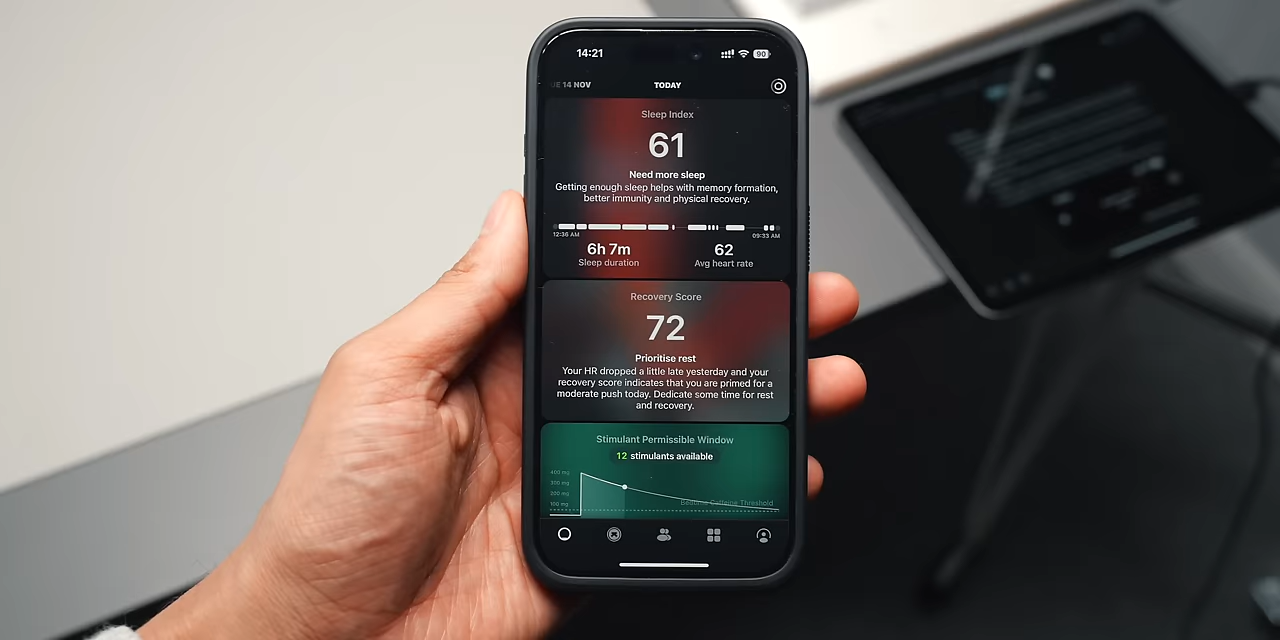 14:21
90
UE 14 NOV
TODAY
Sleep Index
61
Need more sleep
Getting enough sleep helps with memory formation,
better immunity and physical recovery.
12:36 AM
09:33 AM
6h 7m
62
Sleep duration
Avg heart rate
Recovery Score
72
Prioritise rest
Your HR dropped a little late yesterday and your
recovery score indicates that you are primed for a
moderate push today. Dedicate some time for rest
and recovery.
Stimulant Permissible Window
12 stimulants available
400 mg
300 mg
200 mg
100 mg
Bedtime Caffeine Threshold